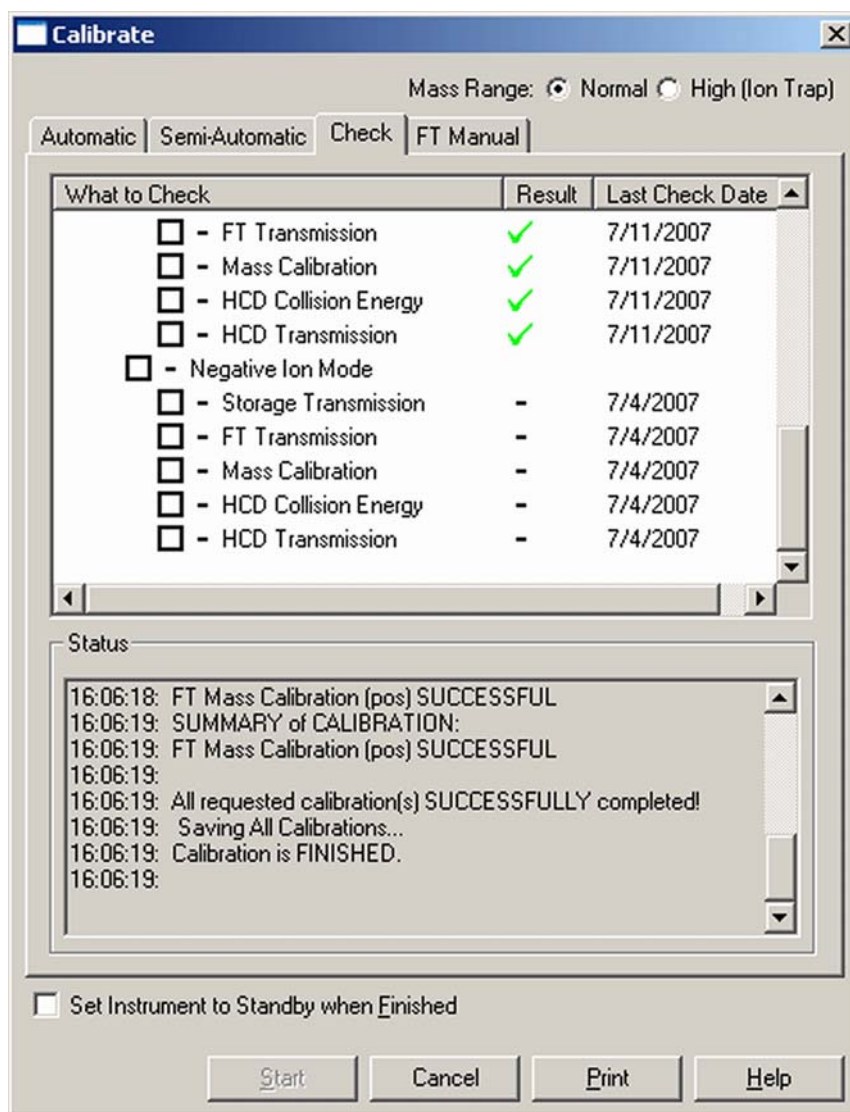 Calibrate
Mass Range: Normal High (Ion Trap)
Automatic Semi-Automatic Check FT Manual
What to Check Result Last Check Date
- FT Transmission 7/11/2007
- Mass Calibration 7/11/2007
- HCD Collision Energy 7/11/2007
- HCD Transmission 7/11/2007
- Negative Ion Mode
- Storage Transmission - 7/4/2007
- FT Transmission - 7/4/2007
- Mass Calibration - 7/4/2007
- HCD Collision Energy - 7/4/2007
- HCD Transmission - 7/4/2007
Status
16:06:18: FT Mass Calibration (pos) SUCCESSFUL
16:06:19: SUMMARY of CALIBRATION:
16:06:19: FT Mass Calibration (pos) SUCCESSFUL
16:06:19:
16:06:19: All requested calibration(s) SUCCESSFULLY completed!
16:06:19: Saving All Calibrations...
16:06:19: Calibration is FINISHED.
16:06:19:
Set Instrument to Standby when Finished
Start Cancel Print Help